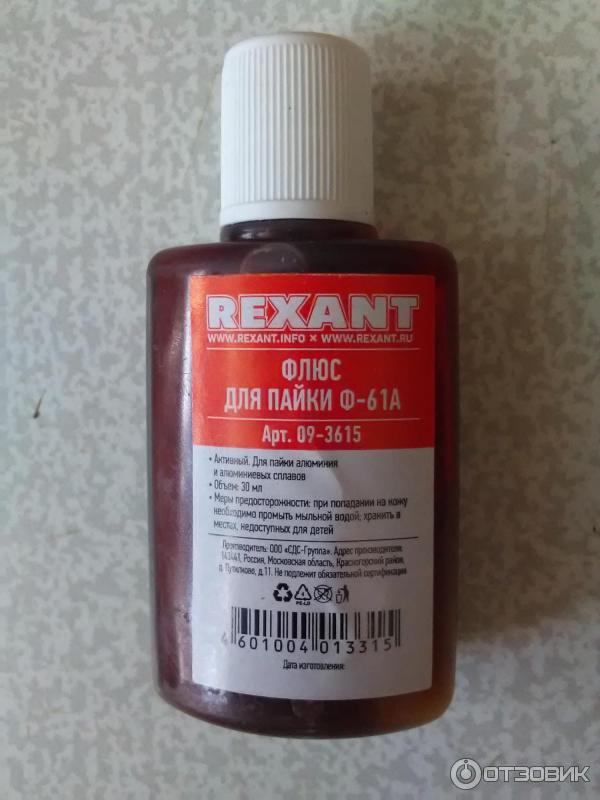 REXANT
WWW.REXANT.INFO × WWW.REXANT.RU
ФЛЮС
ДЛЯ ПАЙКИ Ф-61А
Арт. 09-3615
• Активный. Для пайки алюминия
и алюминиевых сплавов
• Объем: 30 мл
• Меры предосторожности: при попадании на кожу
необходимо промыть мыльной водой; хранить в
местах, недоступных для детей
Производитель: ООО «СДС-Группа». Адрес производителя:
143441, Россия, Московская область, Красногорский район,
д. Путилково, д.11. Не подлежит обязательной сертификации
PE-LD
4601004013315
Дата изготовления:
ОТЗОВИК